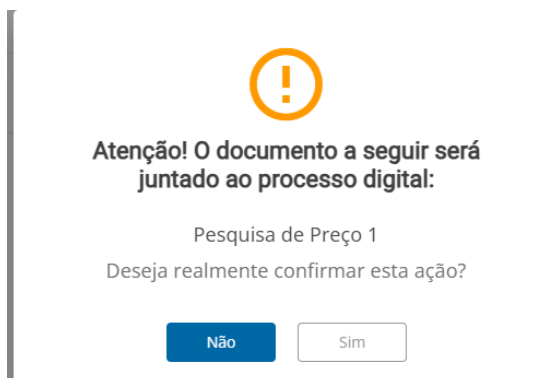 Atenção! O documento a seguir será
juntado ao processo digital:
Pesquisa de Preço 1
Deseja realmente confirmar esta ação?
Não
Sim